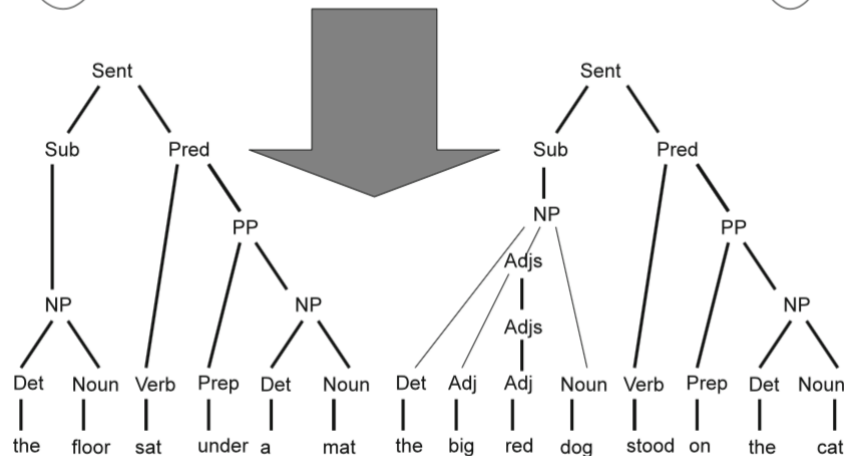 Sent Sent
Sub Pred Sub Pred
NP
PP PP
Adjs
NP NP NP
Adjs
Det Noun Verb Prep Det Noun Det Adj Adj Noun Verb Prep Det Noun
the floor sat under a mat the big red dog stood on the cat